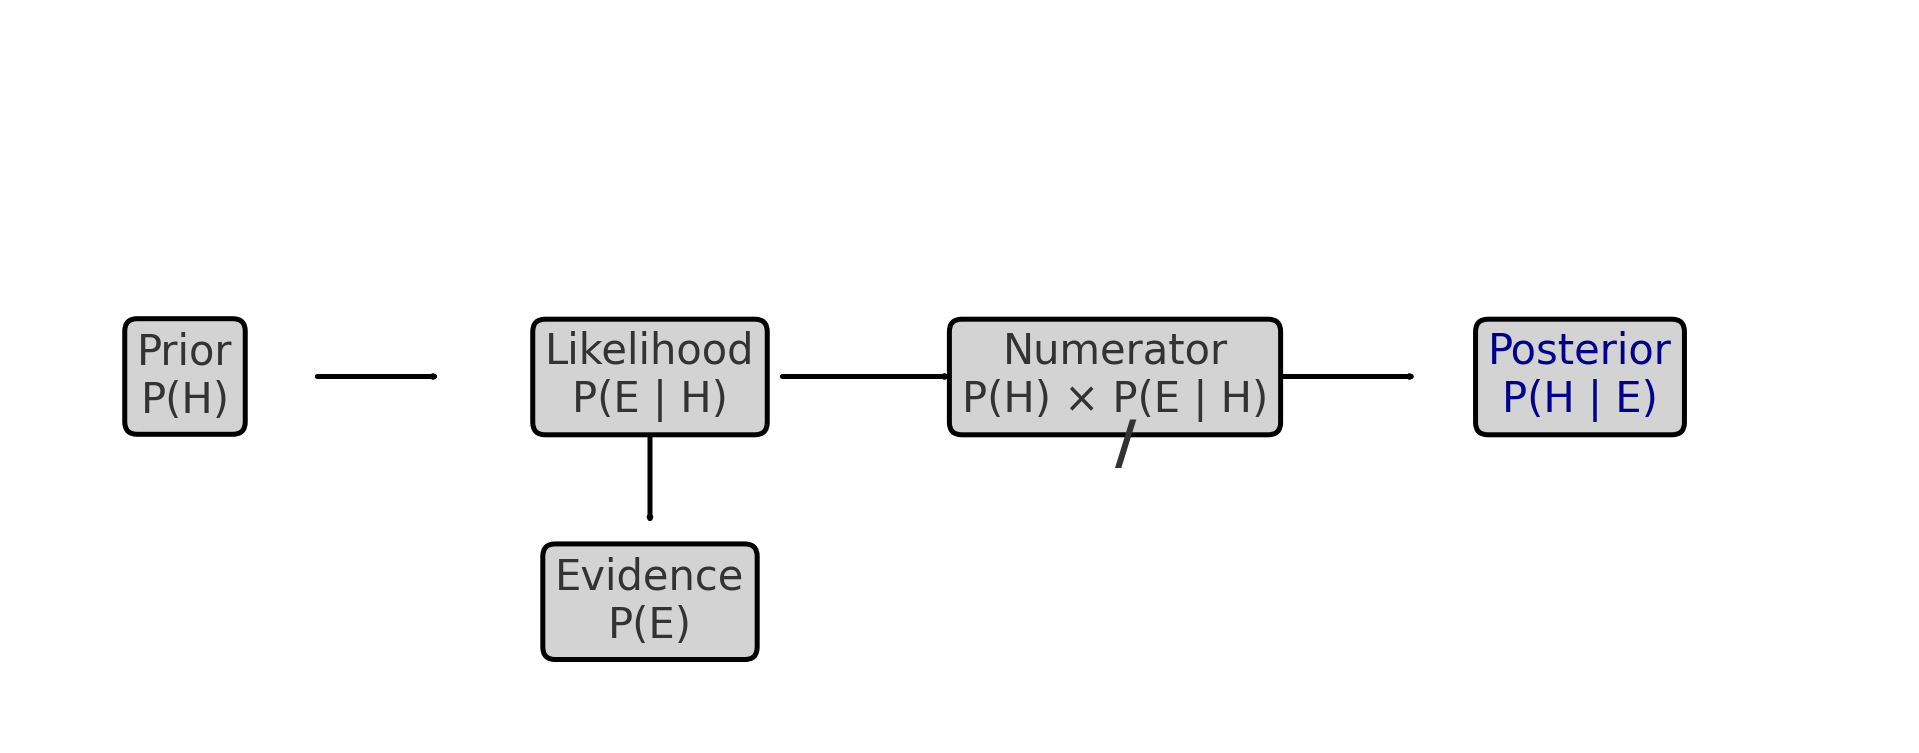 Prior
P(H)
Likelihood
P(E | H)
Numerator
P(H) × P(E | H)
/
Posterior
P(H | E)
Evidence
P(E)